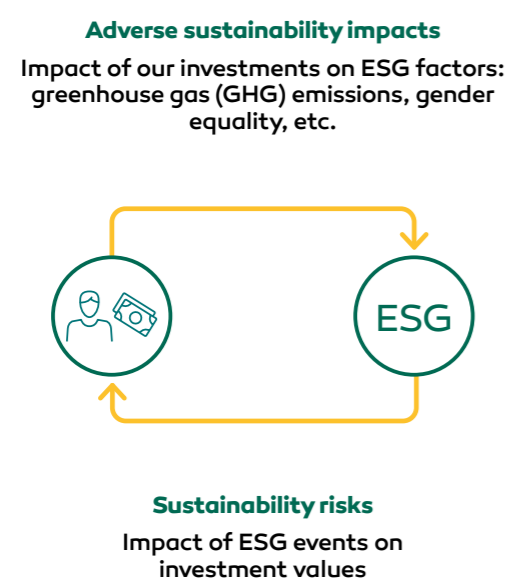 Adverse sustainability impacts
Impact of our investments on ESG factors:
greenhouse gas (GHG) emissions, gender
equality, etc.
ESG
Sustainability risks
Impact of ESG events on
investment values